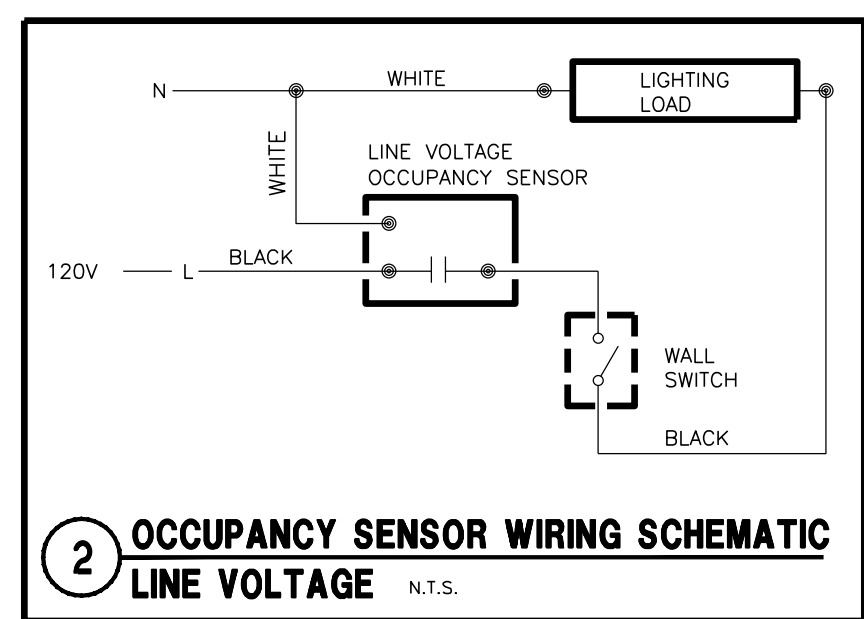 N
WHITE
LIGHTING
LOAD
WHITE
LINE VOLTAGE
OCCUPANCY SENSOR
120V
L
BLACK
WALL
SWITCH
BLACK
2
OCCUPANCY SENSOR WIRING SCHEMATIC
LINE VOLTAGE N.T.S.